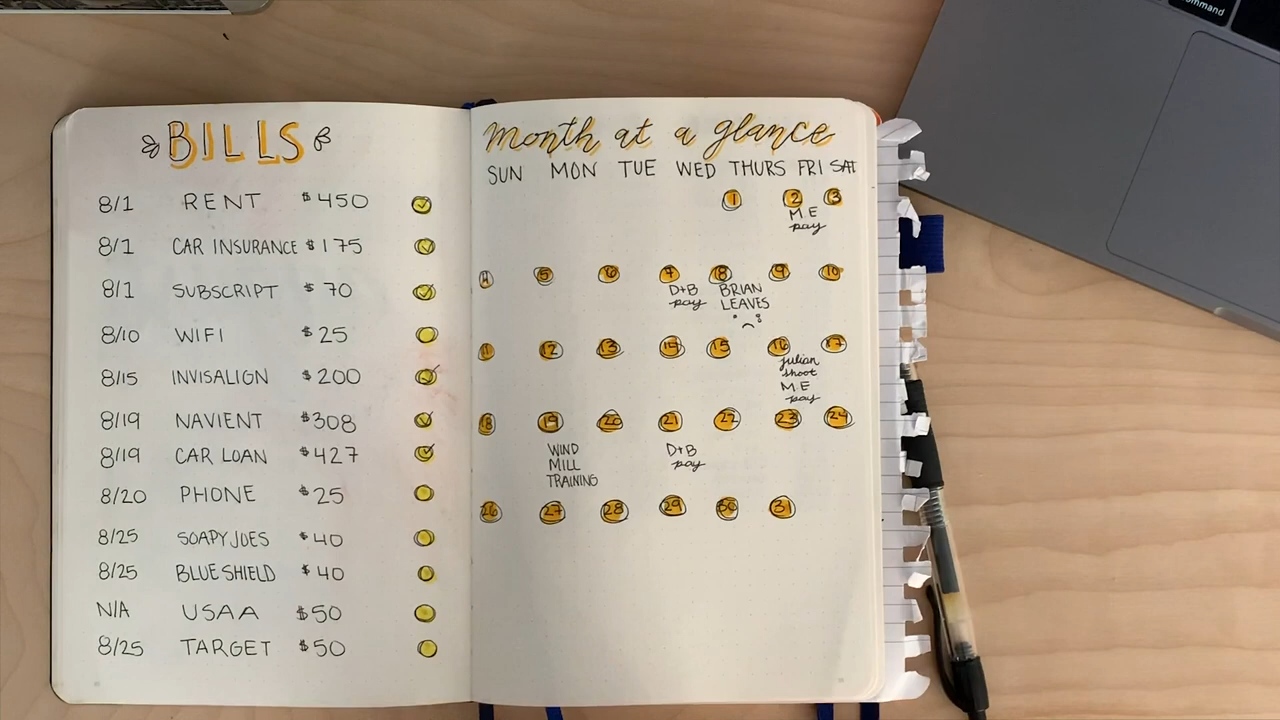 BILLS
8/1 RENT $450
8/1 CAR INSURANCE $175
8/1 SUBSCRIPT $70
8/10 WIFI $25
8/15 INVISALIGN $200
8/19 NAVIENT $308
8/19 CAR LOAN $427
8/20 PHONE $25
8/25 SOAPYJOES $40
8/25 BLUESHIELD $40
N/A USAA $50
8/25 TARGET $50
Month at a glance
SUN MON TUE WED THURS FRI SAT
1 2 3
ME
pay
4 5 6 7 8 9 10
D+B
pay
BRIAN
LEAVES
11 12 13 14 15 16 17
julian
shoot
ME
pay
18 19 20 21 22 23 24
WIND
MILL
TRAINING
D+B
pay
26 27 28 29 30 31
command